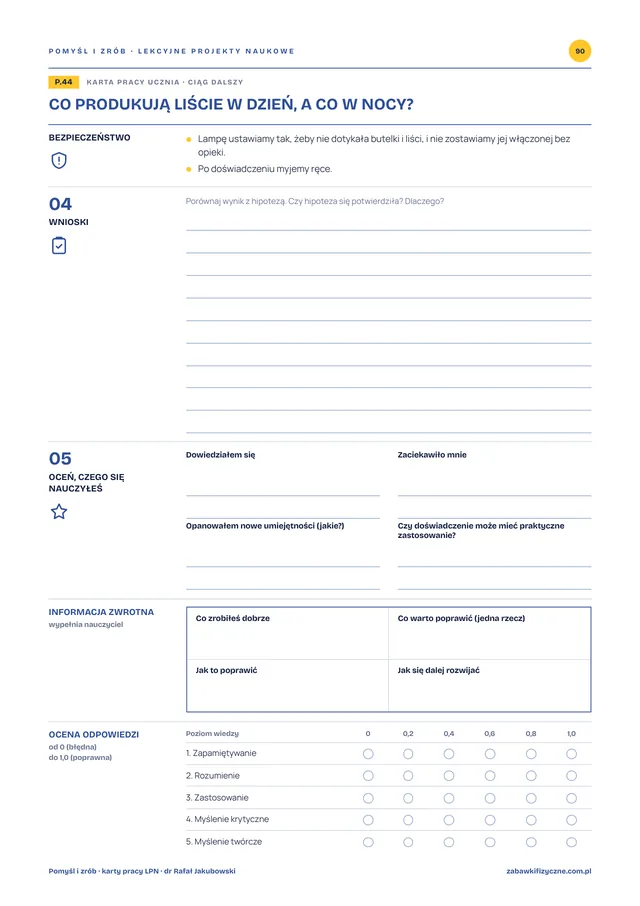 POMYŚL I ZRÓB · LEKCYJNE PROJEKTY NAUKOWE
90
P.44 KARTA PRACY UCZNIA · CIĄG DALSZY
CO PRODUKUJĄ LIŚCIE W DZIEŃ, A CO W NOCY?
BEZPIECZEŃSTWO
Lampę ustawiamy tak, żeby nie dotykała butelki i liści, i nie zostawiamy jej włączonej bez
opieki.
Po doświadczeniu myjemy ręce.
04
WNIOSKI
Porównaj wynik z hipotezą. Czy hipoteza się potwierdziła? Dlaczego?
05
OCEŃ, CZEGO SIĘ
NAUCZYŁEŚ
Dowiedziałem się
Zaciekawiło mnie
Opanowałem nowe umiejętności (jakie?)
Czy doświadczenie może mieć praktyczne
zastosowanie?
INFORMACJA ZWROTNA
wypełnia nauczyciel
Co zrobiłeś dobrze
Co warto poprawić (jedna rzecz)
Jak to poprawić
Jak się dalej rozwijać
OCENA ODPOWIEDZI
od 0 (błędna)
do 1,0 (poprawna)
Poziom wiedzy 0 0,2 0,4 0,6 0,8 1,0
1. Zapamiętywanie
2. Rozumienie
3. Zastosowanie
4. Myślenie krytyczne
5. Myślenie twórcze
Pomyśl i zrób · karty pracy LPN · dr Rafał Jakubowski
zabawkifizyczne.com.pl